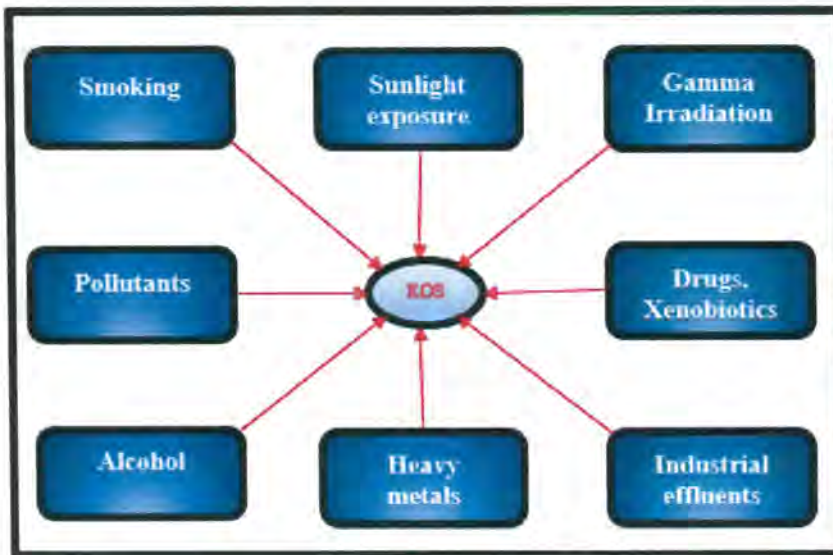 Smoking
Sunlight
exposure
Gamma
Irradiation
Pollutants
ROS
Drugs.
Xenobiotics
Alcohol
Heavy
metals
Industrial
effluents